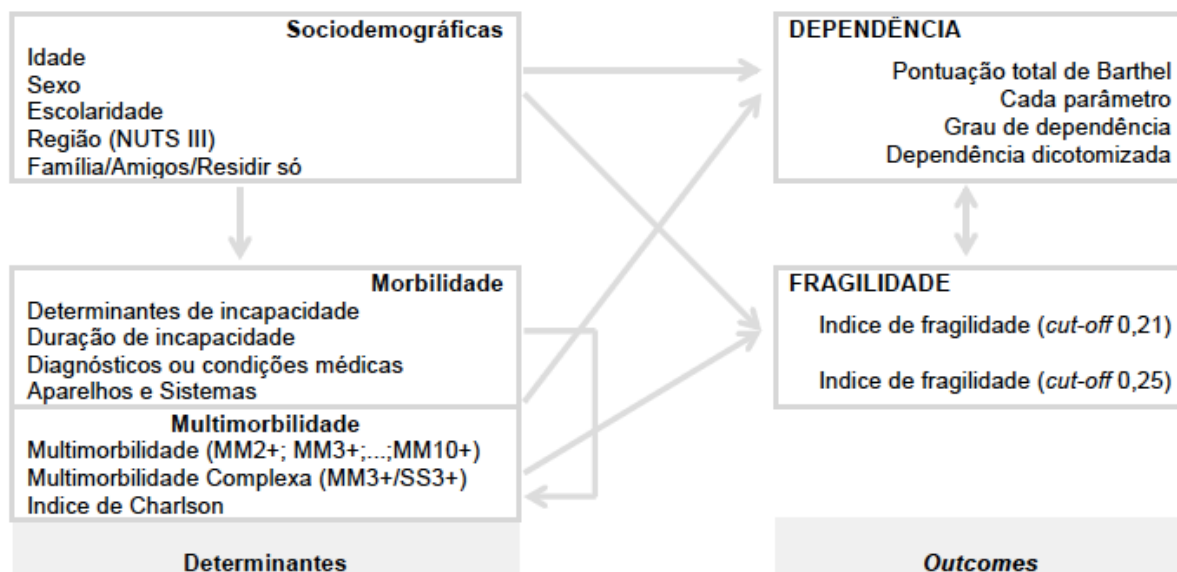 Sociodemográficas
Idade
Sexo
Escolaridade
Região (NUTS III)
Família/Amigos/Residir só
Morbilidade
Determinantes de incapacidade
Duração de incapacidade
Diagnósticos ou condições médicas
Aparelhos e Sistemas
Multimorbilidade
Multimorbilidade (MM2+; MM3+;...;MM10+)
Multimorbilidade Complexa (MM3+/SS3+)
Indice de Charlson
Determinantes
DEPENDÊNCIA
Pontuação total de Barthel
Cada parâmetro
Grau de dependência
Dependência dicotomizada
FRAGILIDADE
Indice de fragilidade (cut-off 0,21)
Indice de fragilidade (cut-off 0,25)
Outcomes